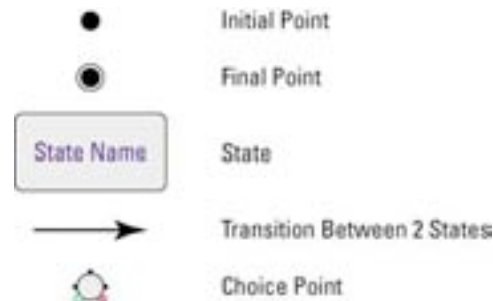 Initial Point
Final Point
State Name
State
Transition Between 2 States
Choice Point